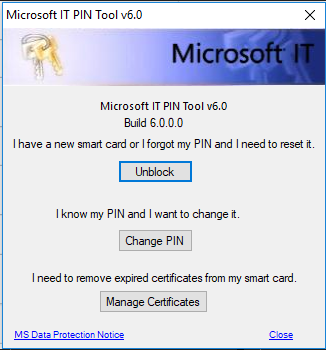 Microsoft IT PIN Tool v6.0
Microsoft IT
Microsoft IT PIN Tool v6.0
Build 6.0.0.0
I have a new smart card or I forgot my PIN and I need to reset it.
Unblock
I know my PIN and I want to change it.
Change PIN
I need to remove expired certificates from my smart card.
Manage Certificates
MS Data Protection Notice
Close